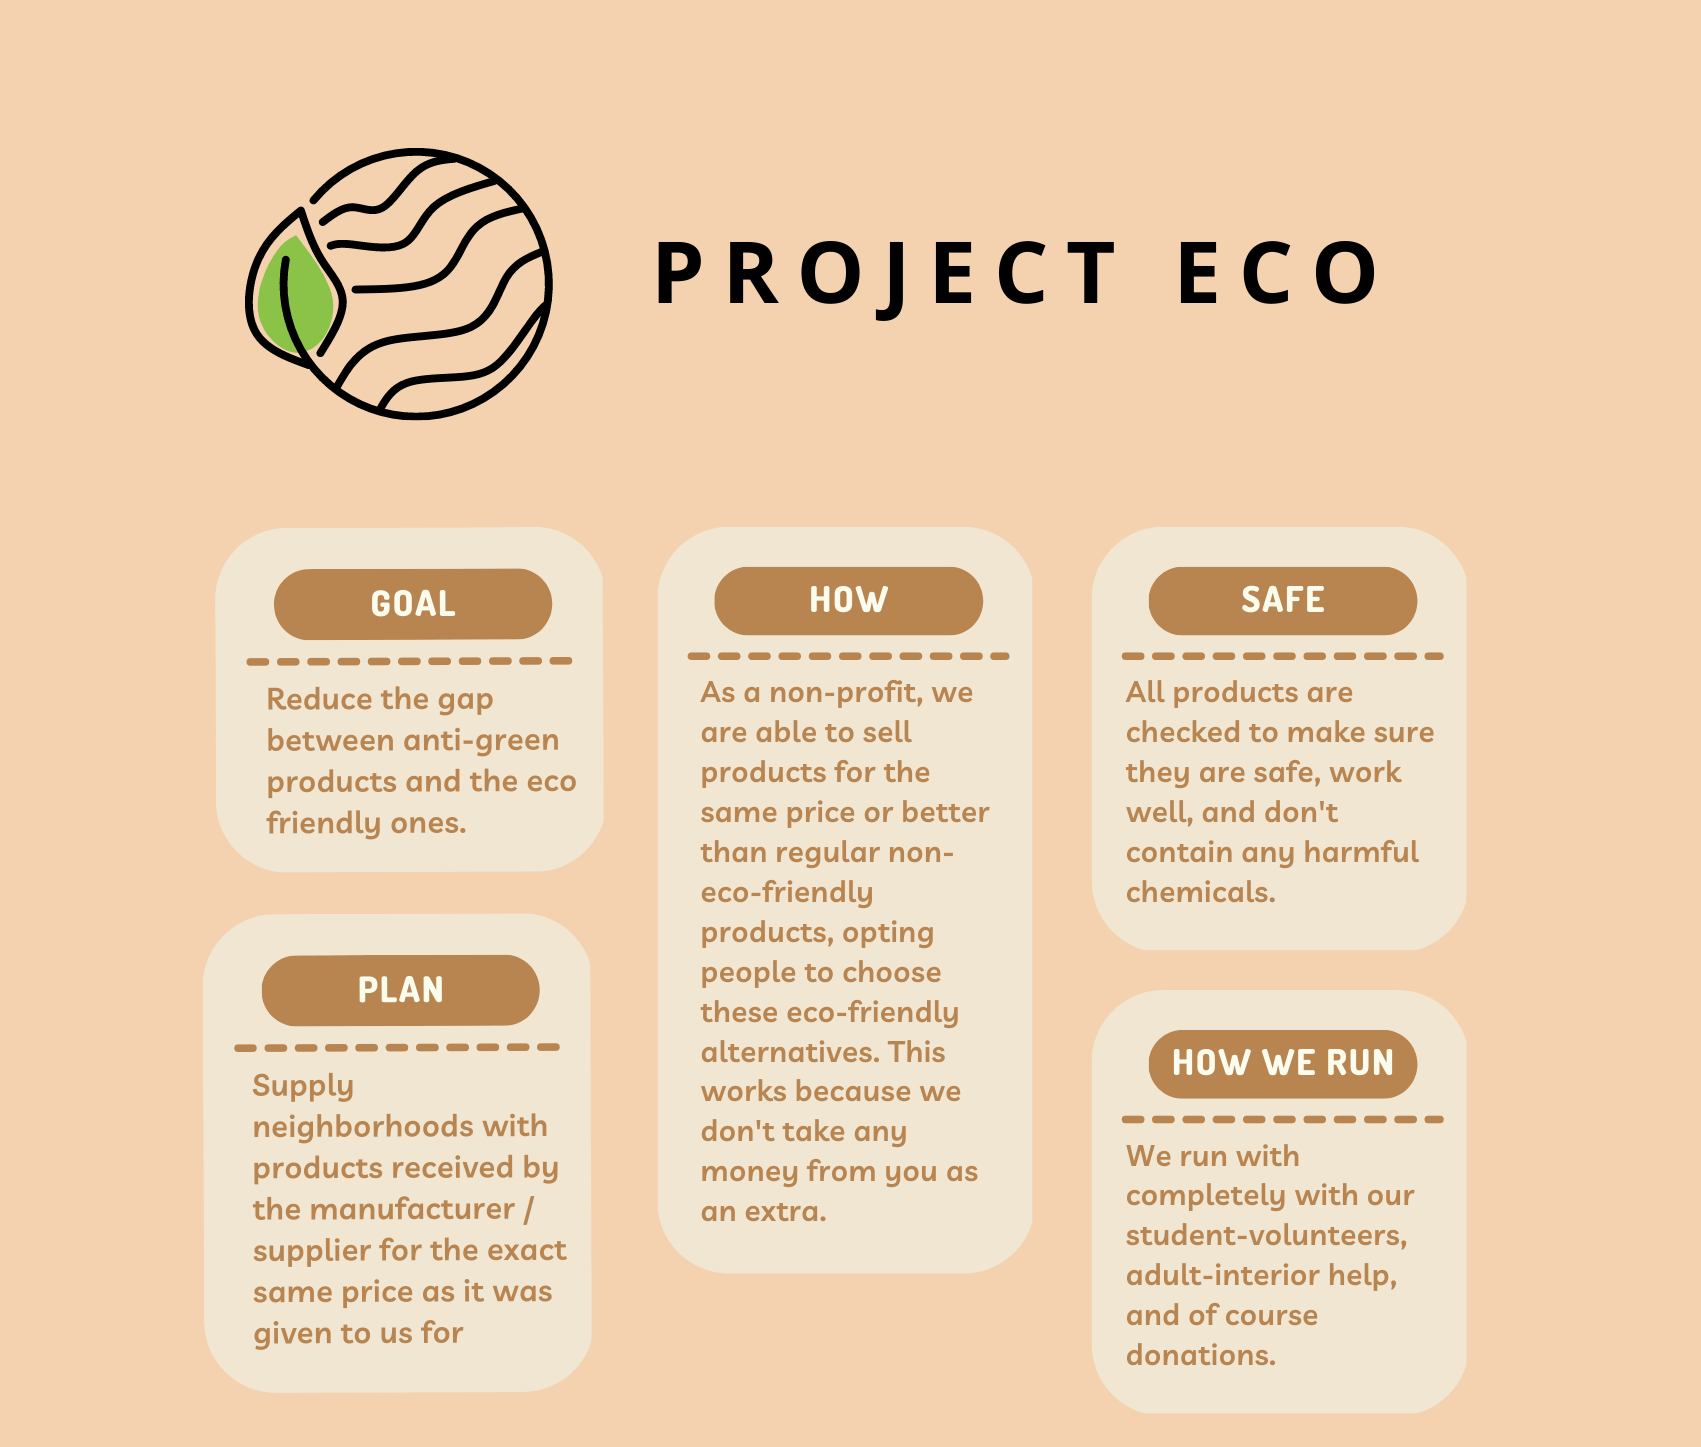 PROJECT ECO
GOAL
Reduce the gap
between anti-green
products and the eco
friendly ones.
PLAN
Supply
neighborhoods with
products received by
the manufacturer /
supplier for the exact
same price as it was
given to us for
HOW
As a non-profit, we
are able to sell
products for the
same price or better
than regular non-
eco-friendly
products, opting
people to choose
these eco-friendly
alternatives. This
works because we
don't take any
money from you as
an extra.
SAFE
All products are
checked to make sure
they are safe, work
well, and don't
contain any harmful
chemicals.
HOW WE RUN
We run with
completely with our
student-volunteers,
adult-interior help,
and of course
donations.